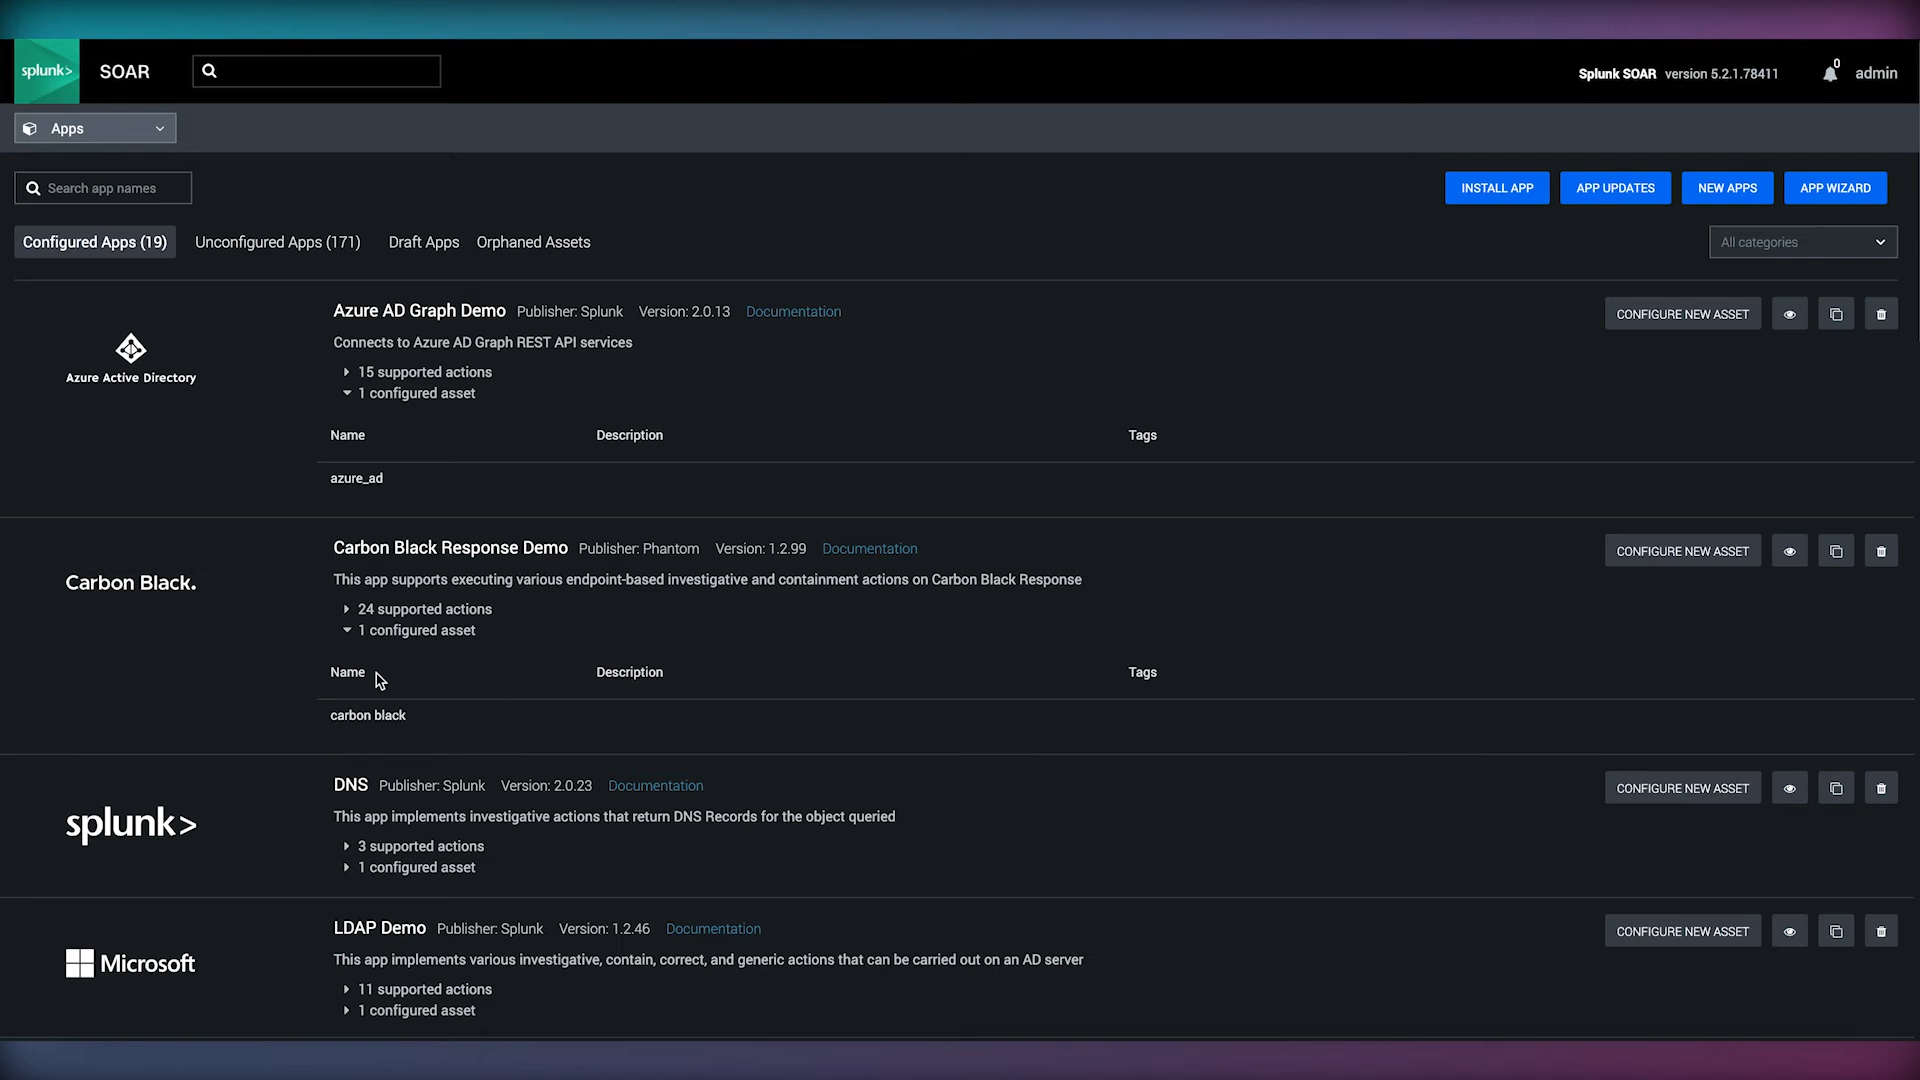 splunk> SOAR Splunk SOAR version 5.2.1.78411 0 admin
Apps
Search app names INSTALL APP APP UPDATES NEW APPS APP WIZARD
Configured Apps (19) Unconfigured Apps (171) Draft Apps Orphaned Assets All categories
Azure AD Graph Demo Publisher: Splunk Version: 2.0.13 Documentation CONFIGURE NEW ASSET
Connects to Azure AD Graph REST API services
Azure Active Directory
15 supported actions
1 configured asset
Name Description Tags
azure_ad
Carbon Black Response Demo Publisher: Phantom Version: 1.2.99 Documentation CONFIGURE NEW ASSET
Carbon Black.
This app supports executing various endpoint-based investigative and containment actions on Carbon Black Response
24 supported actions
1 configured asset
Name Description Tags
carbon black
DNS Publisher: Splunk Version: 2.0.23 Documentation CONFIGURE NEW ASSET
splunk>
This app implements investigative actions that return DNS Records for the object queried
3 supported actions
1 configured asset
LDAP Demo Publisher: Splunk Version: 1.2.46 Documentation CONFIGURE NEW ASSET
Microsoft
This app implements various investigative, contain, correct, and generic actions that can be carried out on an AD server
11 supported actions
1 configured asset